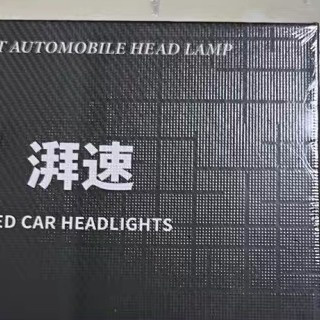 T AUTOMOBILE HEAD LAMP
湃速
ED CAR HEADLIGHTS